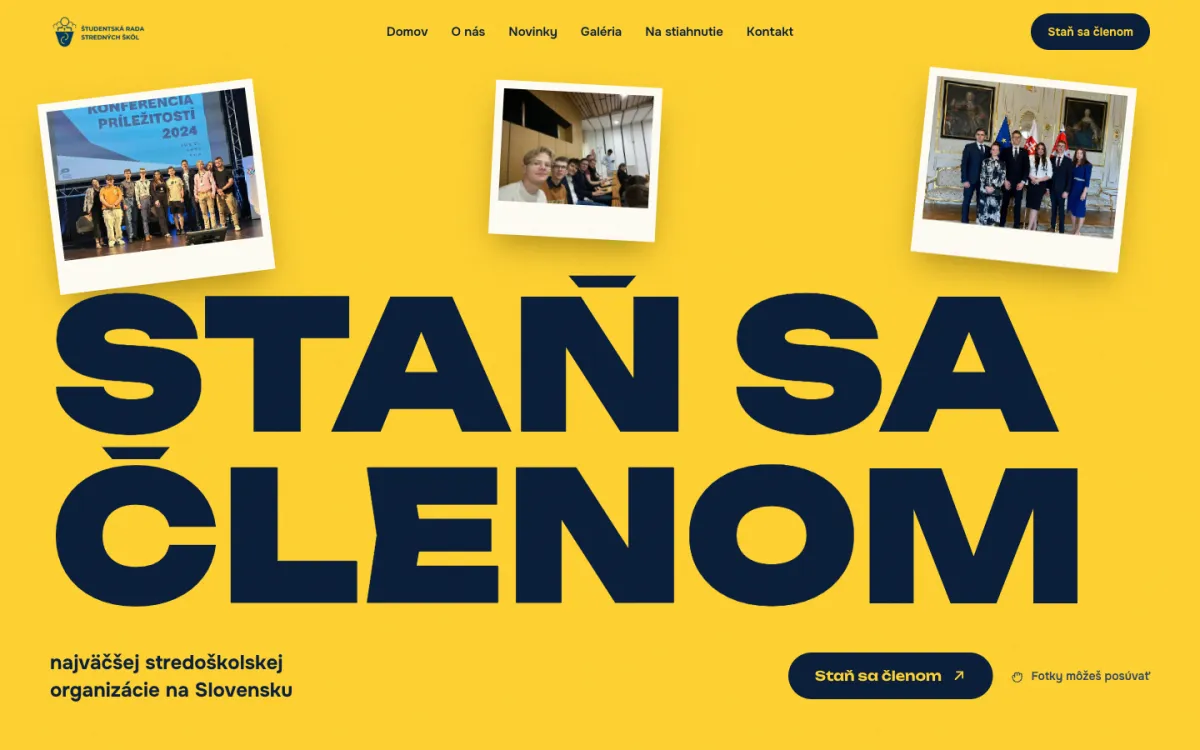 ŠTUDENTSKÁ RADA
STREDNÝCH ŠKÔL
Domov
O nás
Novinky
Galéria
Na stiahnutie
Kontakt
Staň sa členom
KONFERENCIA
PRÍLEŽITOSTÍ
2024
STAŇ SA
ČLENOM
najväčšej stredoškolskej
organizácie na Slovensku
Staň sa členom
Fotky môžeš posúvať